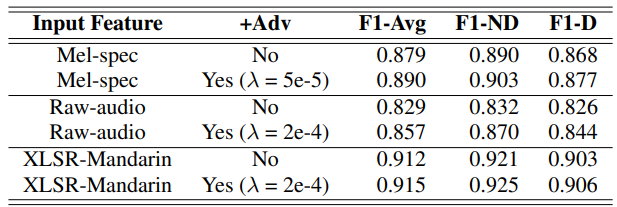 Input Feature +Adv F1-Avg F1-ND F1-D
Mel-spec No 0.879 0.890 0.868
Mel-spec Yes (λ = 5e-5) 0.890 0.903 0.877
Raw-audio No 0.829 0.832 0.826
Raw-audio Yes (λ = 2e-4) 0.857 0.870 0.844
XLSR-Mandarin No 0.912 0.921 0.903
XLSR-Mandarin Yes (λ = 2e-4) 0.915 0.925 0.906